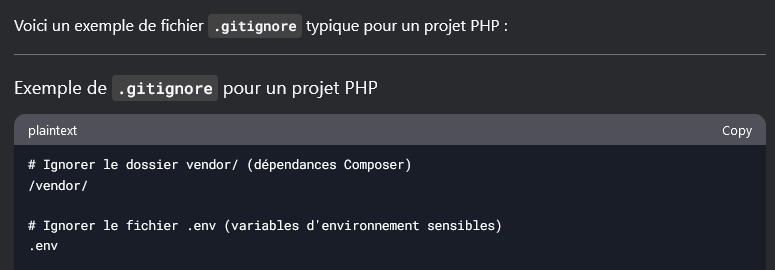 Voici un exemple de fichier .gitignore typique pour un projet PHP :
Exemple de .gitignore pour un projet PHP
plaintext Copy
# Ignorer le dossier vendor/ (dépendances Composer)
/vendor/
# Ignorer le fichier .env (variables d'environnement sensibles)
.env